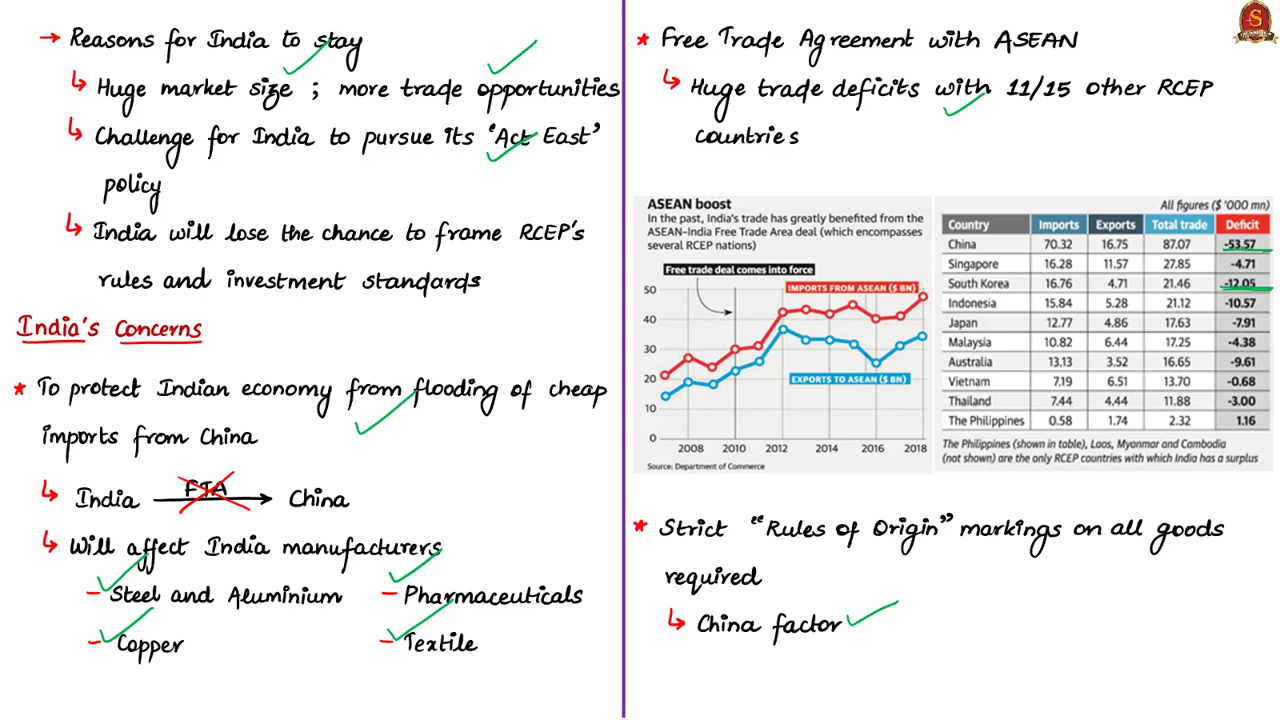 → Reasons for India to stay
↳ Huge market size ; more trade opportunities
↳ Challenge for India to pursue its 'Act East'
policy
↳ India will lose the chance to frame RCEP's
rules and investment standards
India's Concerns
* To protect Indian economy from flooding of cheap
imports from China
↳ India FTA → China
↳ Will affect India manufacturers
- Steel and Aluminium - Pharmaceuticals
- Copper - Textile
* Free Trade Agreement with ASEAN
↳ Huge trade deficits with 11/15 other RCEP
countries
ASEAN boost
In the past, India's trade has greatly benefited from the
ASEAN-India Free Trade Area deal (which encompasses
several RCEP nations)
Free trade deal comes into force
IMPORTS FROM ASEAN ($ BN)
50
40
30
20
10
0
EXPORTS TO ASEAN ($ BN)
2008 2010 2012 2014 2016 2018
Source: Department of Commerce
All figures ($ '000 mn)
Country Imports Exports Total trade Deficit
China 70.32 16.75 87.07 -53.57
Singapore 16.28 11.57 27.85 -4.71
South Korea 16.76 4.71 21.46 -12.05
Indonesia 15.84 5.28 21.12 -10.57
Japan 12.77 4.86 17.63 -7.91
Malaysia 10.82 6.44 17.25 -4.38
Australia 13.13 3.52 16.65 -9.61
Vietnam 7.19 6.51 13.70 -0.68
Thailand 7.44 4.44 11.88 -3.00
The Philippines 0.58 1.74 2.32 1.16
The Philippines (shown in table), Laos, Myanmar and Cambodia
(not shown) are the only RCEP countries with which India has a surplus
* Strict "Rules of Origin" markings on all goods
required
↳ China factor
S